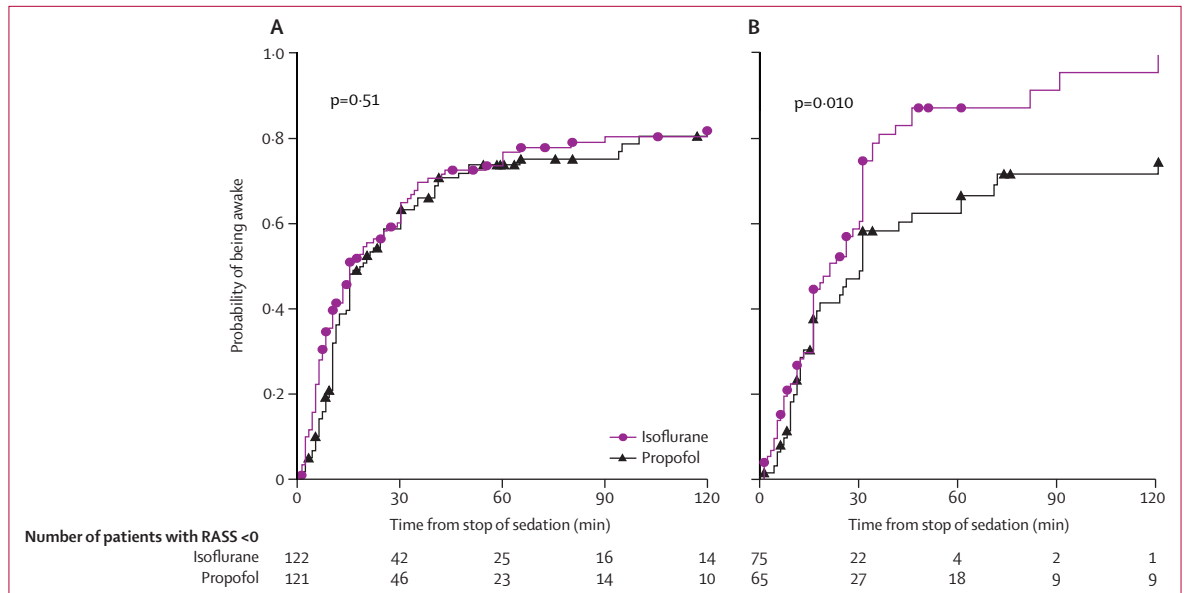 A
B
1·0
0·8
0·6
0·4
0·2
0
Probability of being awake
p=0·51
p=0·010
Isoflurane
Propofol
0 30 60 90 120
0 30 60 90 120
Time from stop of sedation (min)
Time from stop of sedation (min)
Number of patients with RASS <0
Isoflurane 122 42 25 16 14 75 22 4 2 1
Propofol 121 46 23 14 10 65 27 18 9 9